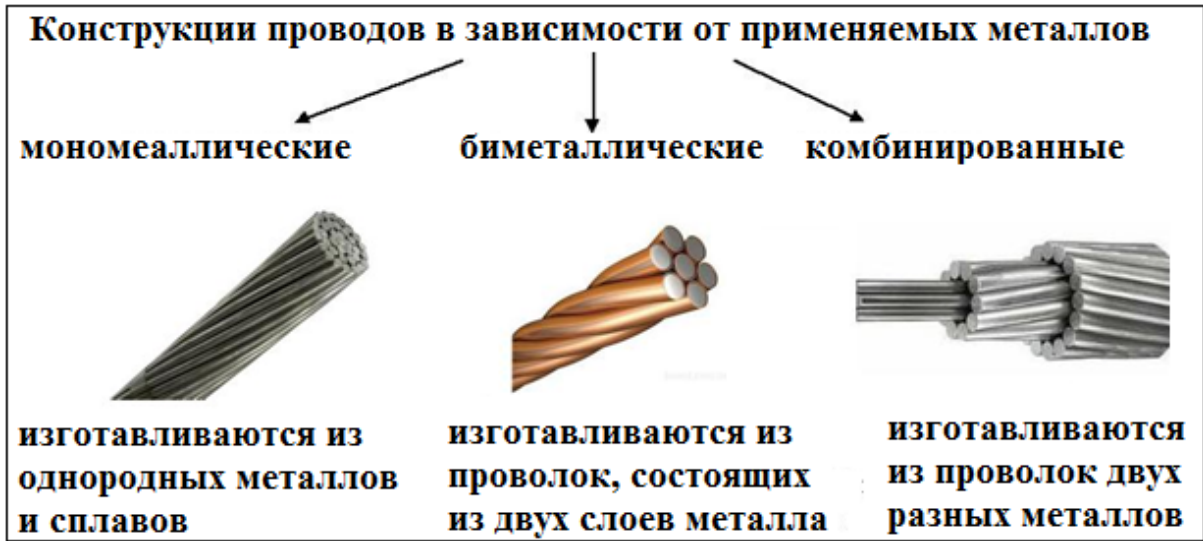 Конструкции проводов в зависимости от применяемых металлов
мономеаллические
биметаллические
комбинированные
изготавливаются из
однородных металлов
и сплавов
изготавливаются из
проволок, состоящих
из двух слоев металла
изготавливаются
из проволок двух
разных металлов